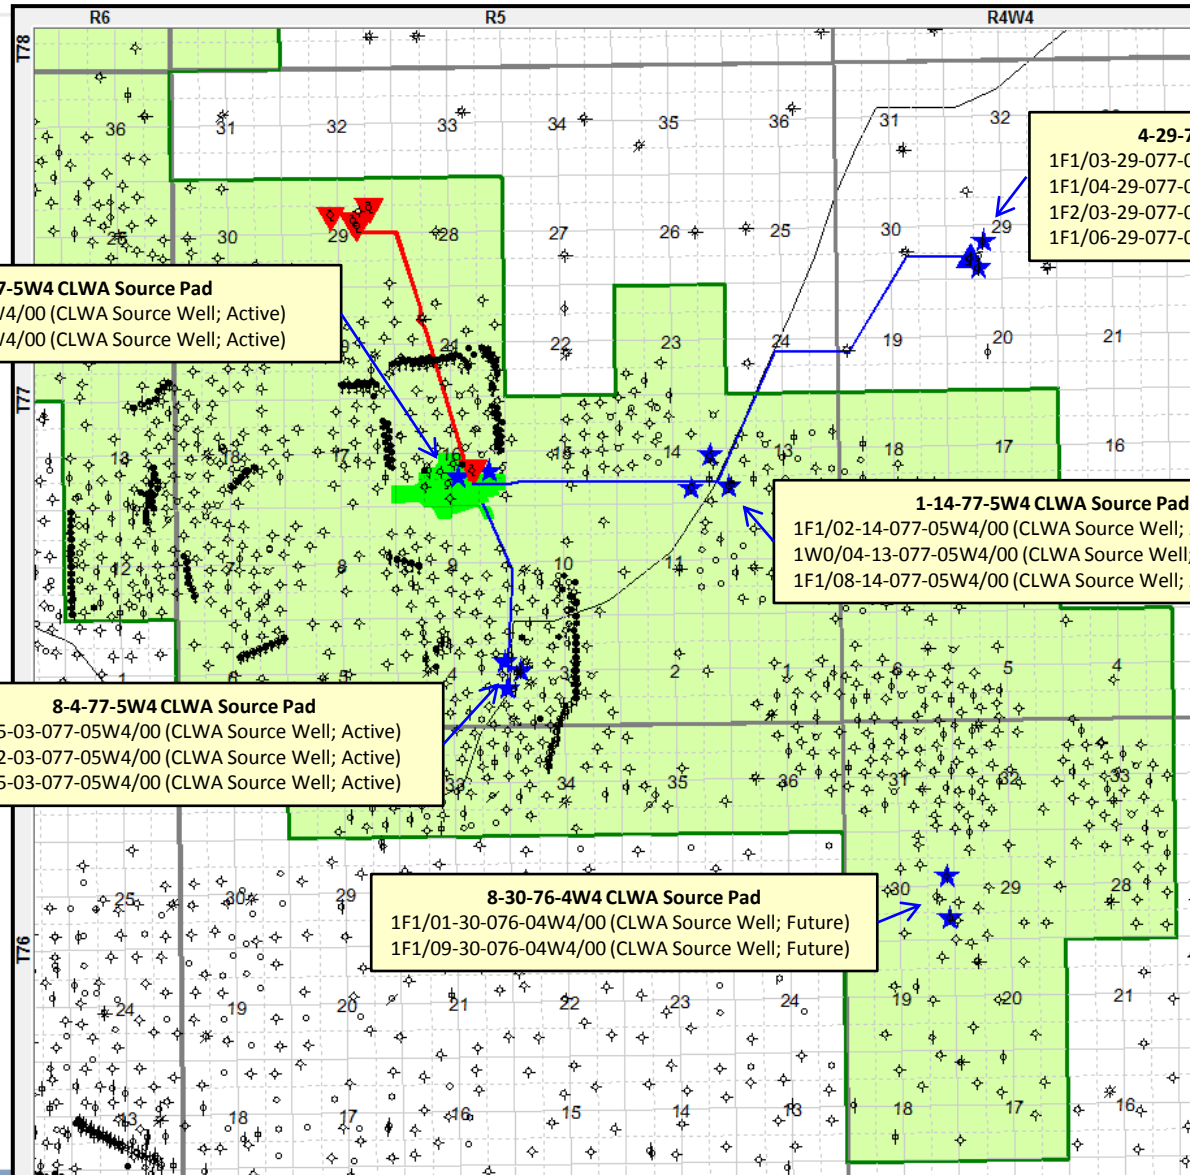 R6 R5 R4W4
T78
36 31 32 33 34 35 36 31 32
4-29-7
1F1/03-29-077-0
1F1/04-29-077-0
1F2/03-29-077-0
1F1/06-29-077-0
25 30 29 28 27 26 25 30 29
7-5W4 CLWA Source Pad
W4/00 (CLWA Source Well; Active)
W4/00 (CLWA Source Well; Active)
21 22 23 24 19 20 21
T77
13 18 17 16 15 14 13 18 17 16
1-14-77-5W4 CLWA Source Pad
1F1/02-14-077-05W4/00 (CLWA Source Well;
1W0/04-13-077-05W4/00 (CLWA Source Well;
1F1/08-14-077-05W4/00 (CLWA Source Well;
12 7 8 9 10 11
1 6 5 4 3 2 1 6 5 4
8-4-77-5W4 CLWA Source Pad
5-03-077-05W4/00 (CLWA Source Well; Active)
2-03-077-05W4/00 (CLWA Source Well; Active)
5-03-077-05W4/00 (CLWA Source Well; Active)
33 34 35 36 31 32 33
25 30 29 30 29 28
8-30-76-4W4 CLWA Source Pad
1F1/01-30-076-04W4/00 (CLWA Source Well; Future)
1F1/09-30-076-04W4/00 (CLWA Source Well; Future)
T76
24 19 20 21 22 23 24 19 20 21
13 18 17 16 15 14 13 18 17 16